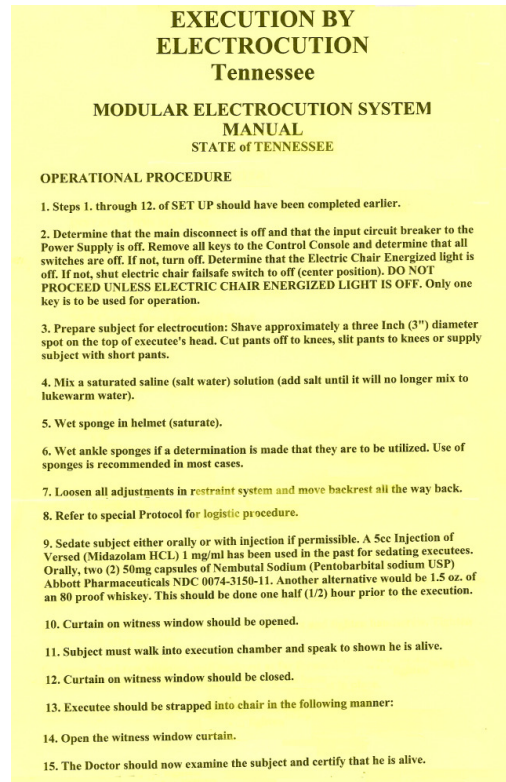 EXECUTION BY
ELECTROCUTION
Tennessee
MODULAR ELECTROCUTION SYSTEM
MANUAL
STATE of TENNESSEE
OPERATIONAL PROCEDURE
1. Steps 1. through 12. of SET UP should have been completed earlier.
2. Determine that the main disconnect is off and that the input circuit breaker to the
Power Supply is off. Remove all keys to the Control Console and determine that all
switches are off. If not, turn off. Determine that the Electric Chair Energized light is
off. If not, shut electric chair failsafe switch to off (center position). DO NOT
PROCEED UNLESS ELECTRIC CHAIR ENERGIZED LIGHT IS OFF. Only one
key is to be used for operation.
3. Prepare subject for electrocution: Shave approximately a three Inch (3") diameter
spot on the top of executee's head. Cut pants off to knees, slit pants to knees or supply
subject with short pants.
4. Mix a saturated saline (salt water) solution (add salt until it will no longer mix to
lukewarm water).
5. Wet sponge in helmet (saturate).
6. Wet ankle sponges if a determination is made that they are to be utilized. Use of
sponges is recommended in most cases.
7. Loosen all adjustments in restraint system and move backrest all the way back.
8. Refer to special Protocol for logistic procedure.
9. Sedate subject either orally or with injection if permissible. A 5cc Injection of
Versed (Midazolam HCL) 1 mg/ml has been used in the past for sedating executees.
Orally, two (2) 50mg capsules of Nembutal Sodium (Pentobarbital sodium USP)
Abbott Pharmaceuticals NDC 0074-3150-11. Another alternative would be 1.5 oz. of
an 80 proof whiskey. This should be done one half (1/2) hour prior to the execution.
10. Curtain on witness window should be opened.
11. Subject must walk into execution chamber and speak to shown he is alive.
12. Curtain on witness window should be closed.
13. Executee should be strapped into chair in the following manner:
14. Open the witness window curtain.
15. The Doctor should now examine the subject and certify that he is alive.